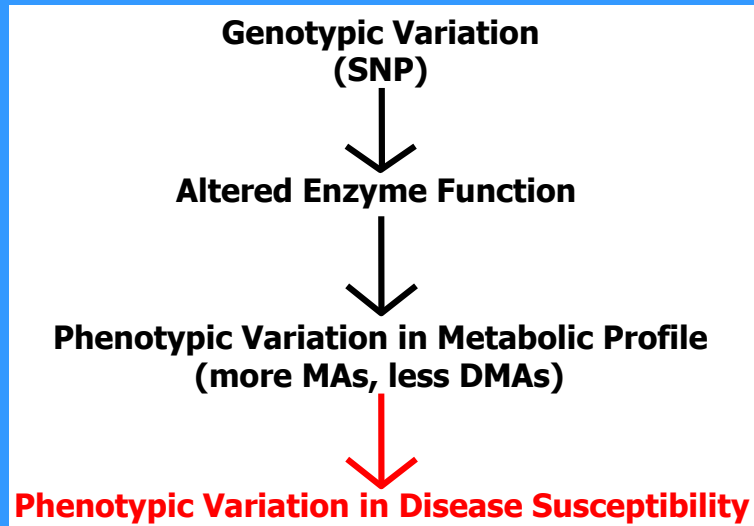 Genotypic Variation
(SNP)
Altered Enzyme Function
Phenotypic Variation in Metabolic Profile
(more MAs, less DMAs)
Phenotypic Variation in Disease Susceptibility